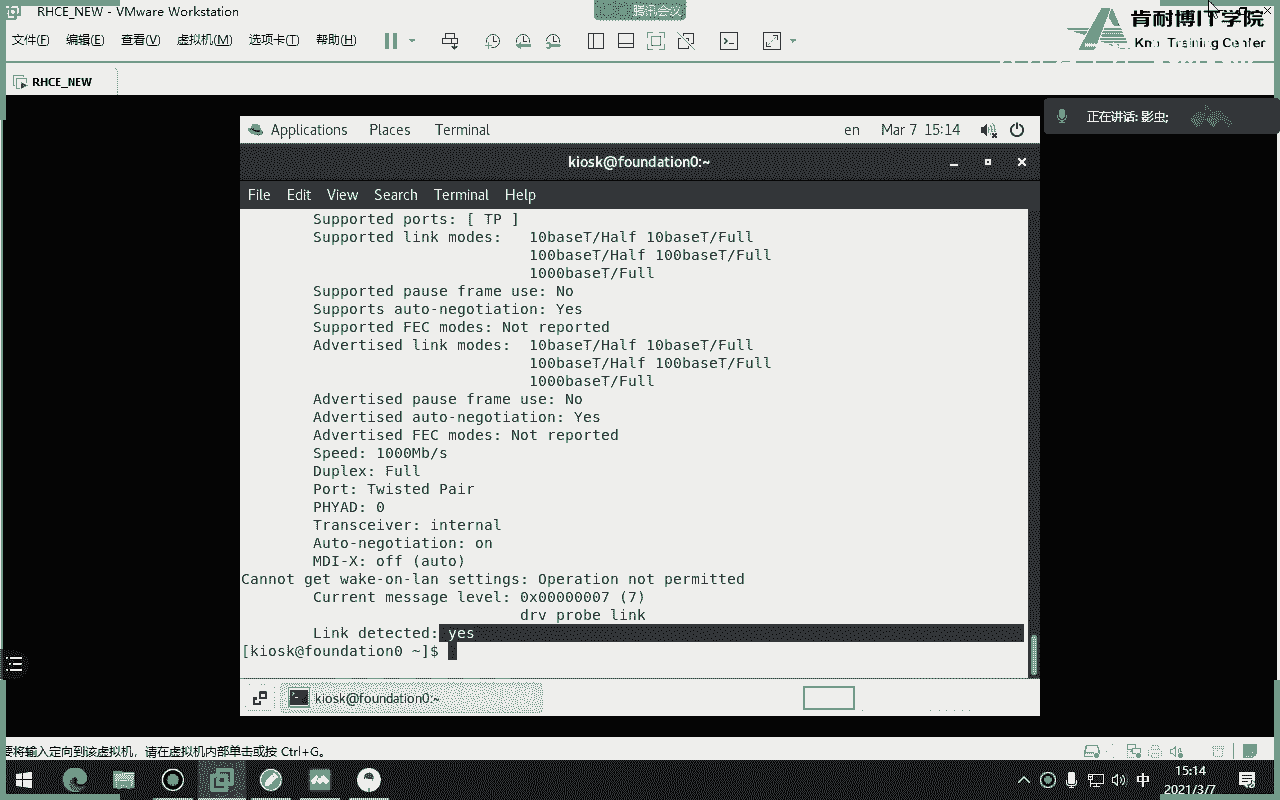 RHCE_NEW - VMware Workstation
腾讯会议
肯耐博IT学院
Training Center
文件(F) 编辑(E) 查看(V) 虚拟机(M) 选项卡(T) 帮助(H)
RHCE_NEW
正在讲话: 影虫;
Applications Places Terminal en Mar 7 15:14
kiosk@foundation0:~
File Edit View Search Terminal Help
Supported ports: [ TP ]
Supported link modes: 10baseT/Half 10baseT/Full
100baseT/Half 100baseT/Full
1000baseT/Full
Supported pause frame use: No
Supports auto-negotiation: Yes
Supported FEC modes: Not reported
Advertised link modes: 10baseT/Half 10baseT/Full
100baseT/Half 100baseT/Full
1000baseT/Full
Advertised pause frame use: No
Advertised auto-negotiation: Yes
Advertised FEC modes: Not reported
Speed: 1000Mb/s
Duplex: Full
Port: Twisted Pair
PHYAD: 0
Transceiver: internal
Auto-negotiation: on
MDI-X: off (auto)
Cannot get wake-on-lan settings: Operation not permitted
Current message level: 0x00000007 (7)
drv probe link
Link detected: yes
[kiosk@foundation0 ~]$
kiosk@foundation0:~
要将输入定向到该虚拟机，请在虚拟机内部单击或按 Ctrl+G。
中
15:14
2021/3/7